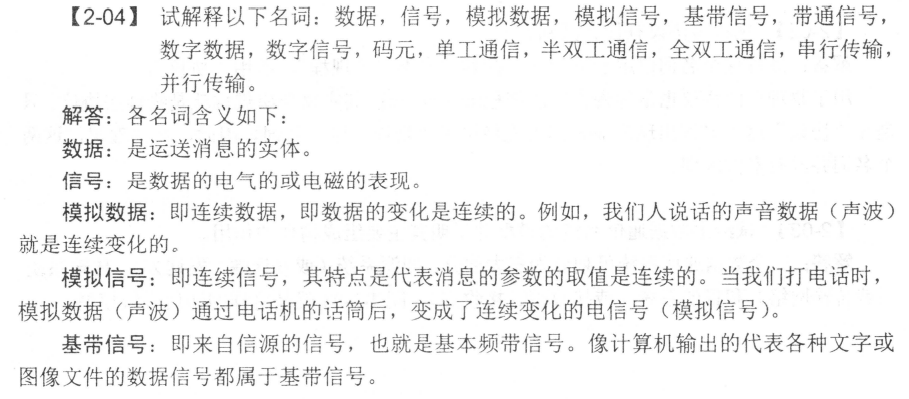 【2-04】 试解释以下名词：数据，信号，模拟数据，模拟信号，基带信号，带通信号，
数字数据，数字信号，码元，单工通信，半双工通信，全双工通信，串行传输，
并行传输。
解答：各名词含义如下：
数据：是运送消息的实体。
信号：是数据的电气的或电磁的表现。
模拟数据：即连续数据，即数据的变化是连续的。例如，我们人说话的声音数据（声波）
就是连续变化的。
模拟信号：即连续信号，其特点是代表消息的参数的取值是连续的。当我们打电话时，
模拟数据（声波）通过电话机的话筒后，变成了连续变化的电信号（模拟信号）。
基带信号：即来自信源的信号，也就是基本频带信号。像计算机输出的代表各种文字或
图像文件的数据信号都属于基带信号。